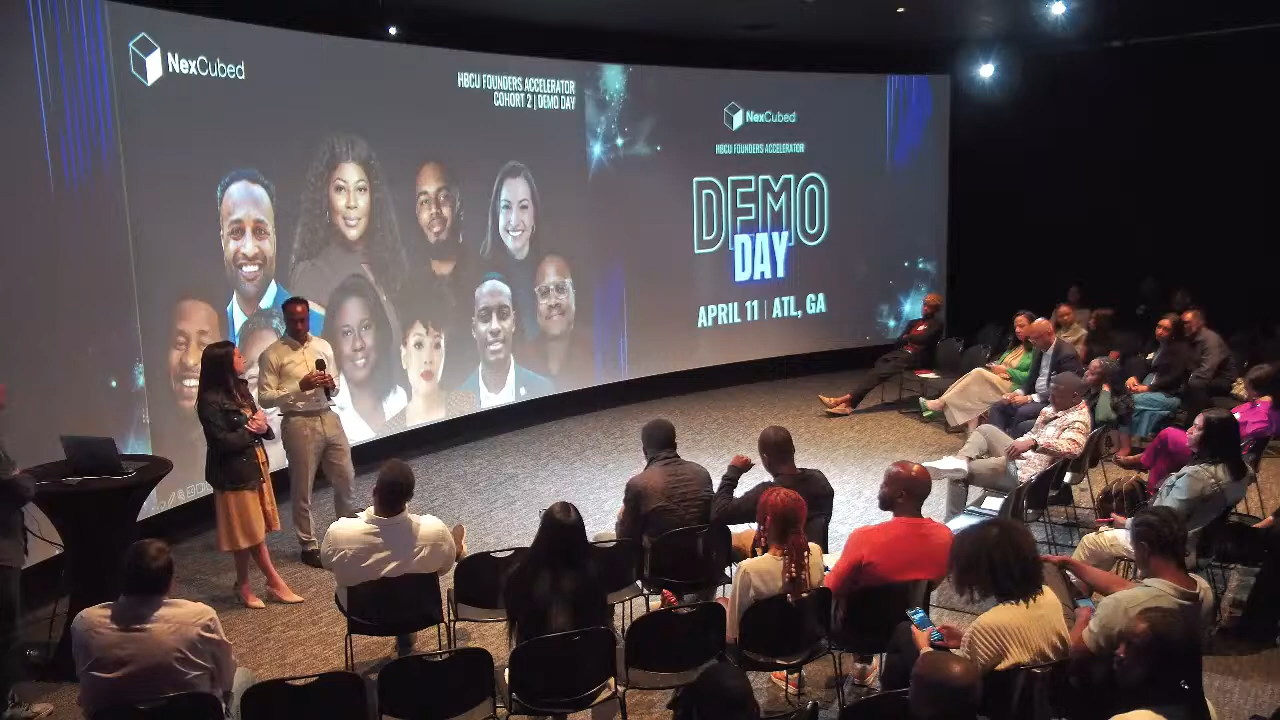 NexCubed
HBCU FOUNDERS ACCELERATOR
COHORT 2 | DEMO DAY
NexCubed
HBCU FOUNDERS ACCELERATOR
DEMO
DAY
APRIL 11 | ATL, GA